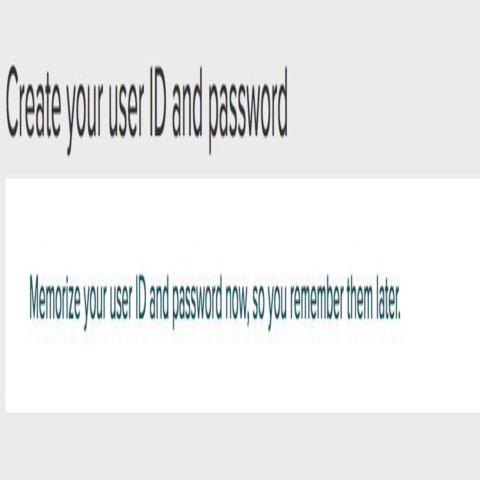 Create your user ID and password
Memorize your user ID and password now, so you remember them later.